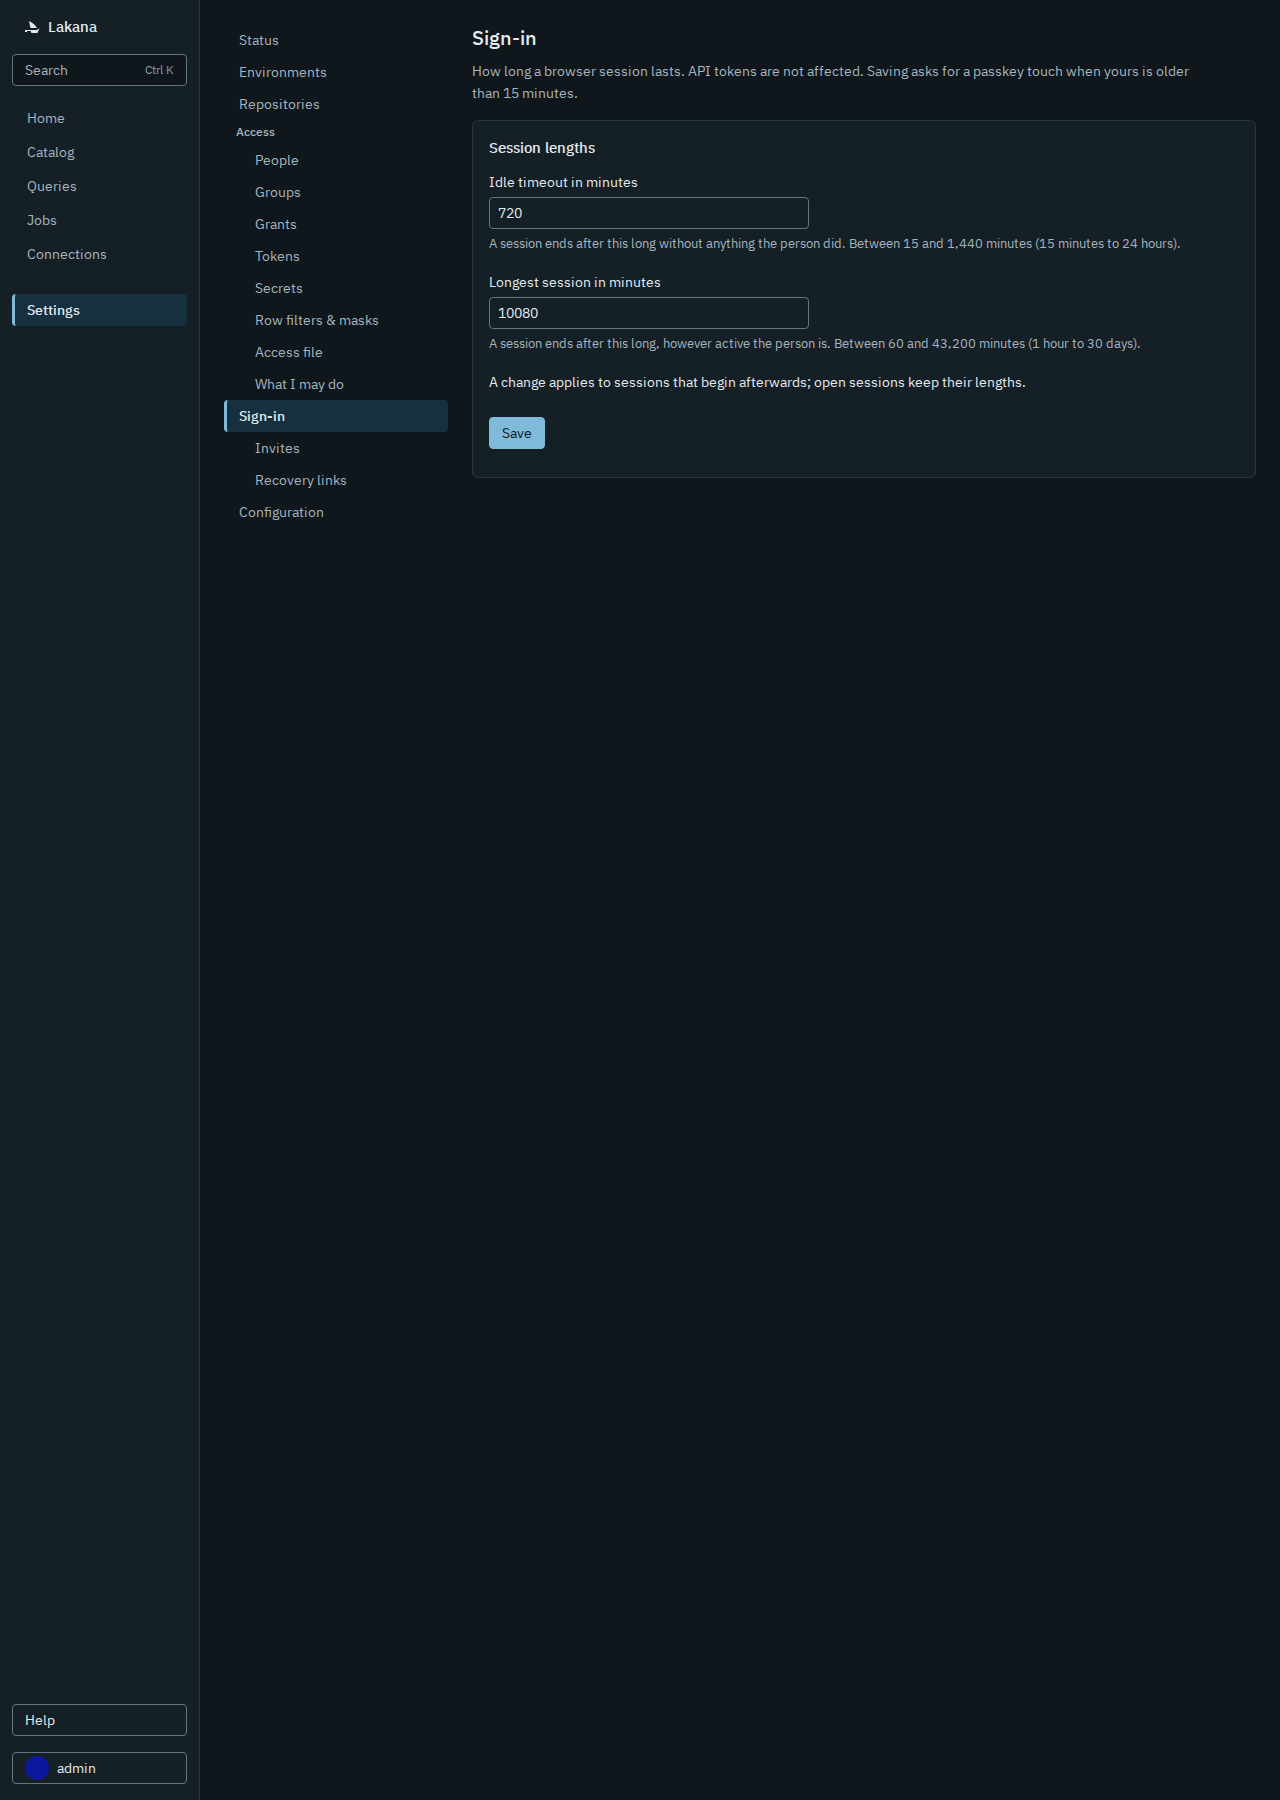 Lakana
Search Ctrl K
Home
Catalog
Queries
Jobs
Connections
Settings
Help
admin
Status
Environments
Repositories
Access
People
Groups
Grants
Tokens
Secrets
Row filters & masks
Access file
What I may do
Sign-in
Invites
Recovery links
Configuration
Sign-in
How long a browser session lasts. API tokens are not affected. Saving asks for a passkey touch when yours is older
than 15 minutes.
Session lengths
Idle timeout in minutes
720
A session ends after this long without anything the person did. Between 15 and 1,440 minutes (15 minutes to 24 hours).
Longest session in minutes
10080
A session ends after this long, however active the person is. Between 60 and 43,200 minutes (1 hour to 30 days).
A change applies to sessions that begin afterwards; open sessions keep their lengths.
Save